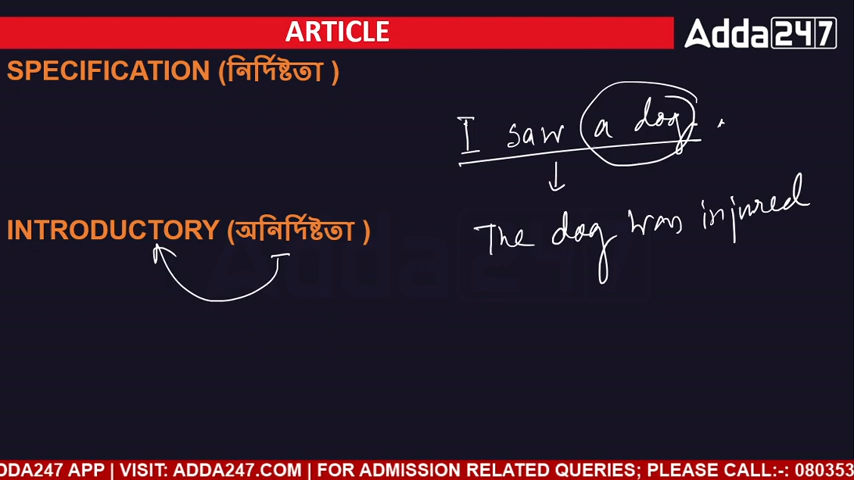 ARTICLE
Adda247
SPECIFICATION (নির্দিষ্টতা )
I saw a dog.
INTRODUCTORY (অনির্দিষ্টতা )
The dog was injured
ADDA247 APP | VISIT: ADDA247.COM | FOR ADMISSION RELATED QUERIES; PLEASE CALL:-: 080353